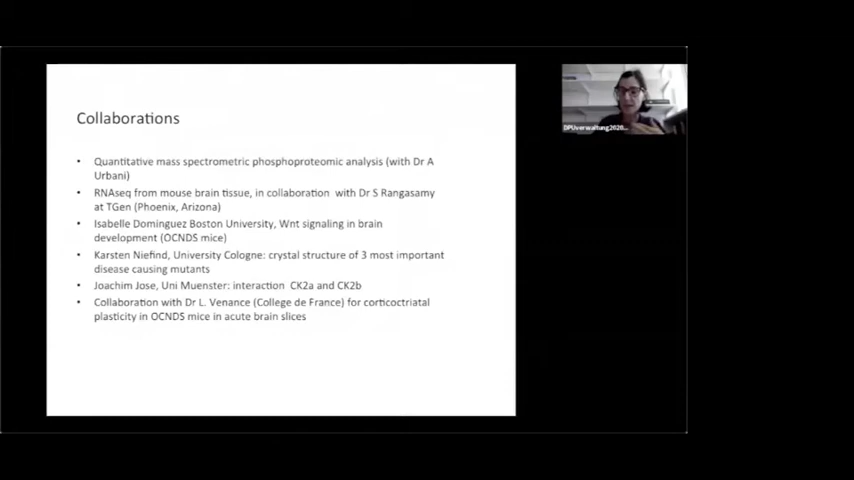 Collaborations
• Quantitative mass spectrometric phosphoproteomic analysis (with Dr A
Urbani)
• RNAseq from mouse brain tissue, in collaboration with Dr S Rangasamy
at TGen (Phoenix, Arizona)
• Isabelle Dominguez Boston University, Wnt signaling in brain
development (OCNDS mice)
• Karsten Niefind, University Cologne: crystal structure of 3 most important
disease causing mutants
• Joachim Jose, Uni Muenster: interaction CK2a and CK2b
• Collaboration with Dr L. Venance (College de France) for corticoctriatal
plasticity in OCNDS mice in acute brain slices
DPUverwaltung2020...